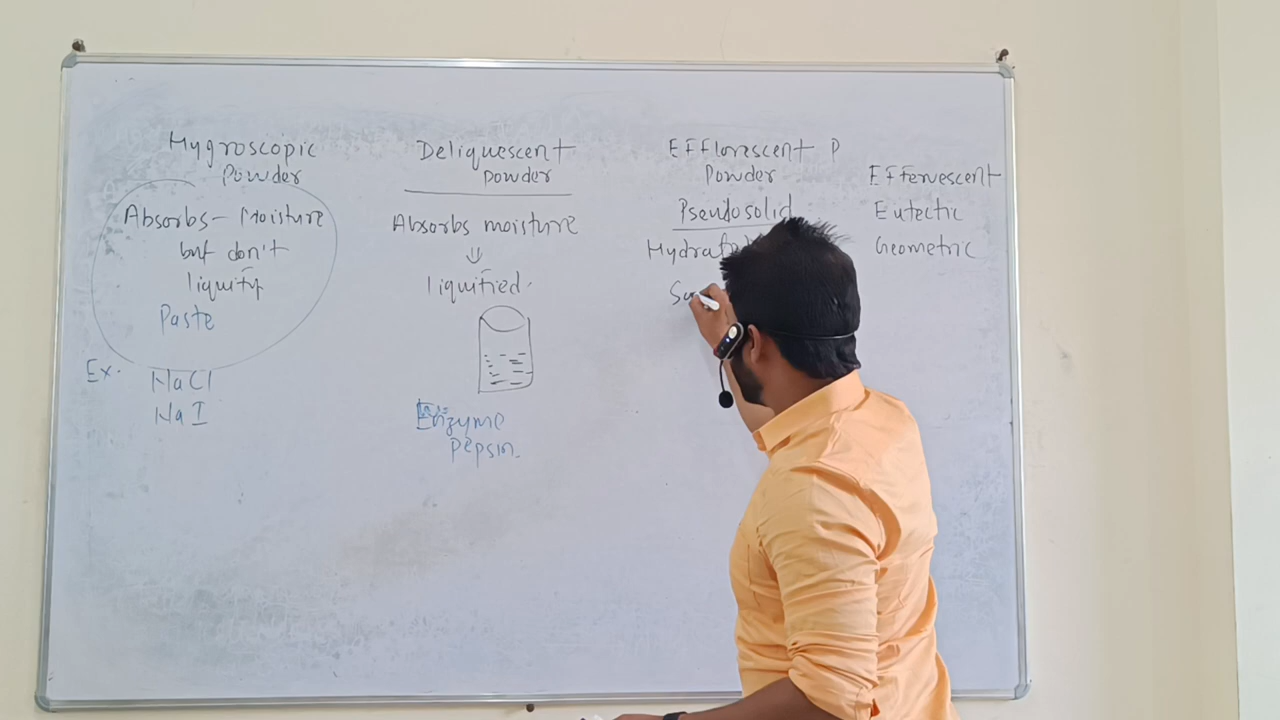 Hygroscopic
Powder
Absorbs - Moisture
but don't
liquify
Paste
Ex. NaCl
NaI
Deliquescent
Powder
Absorbs moisture
⇓
liquified.
Enzyme
pepsin.
EFFlorescent P
Powder
Pseudosolid
Effervescent
Eutectic
Geometric